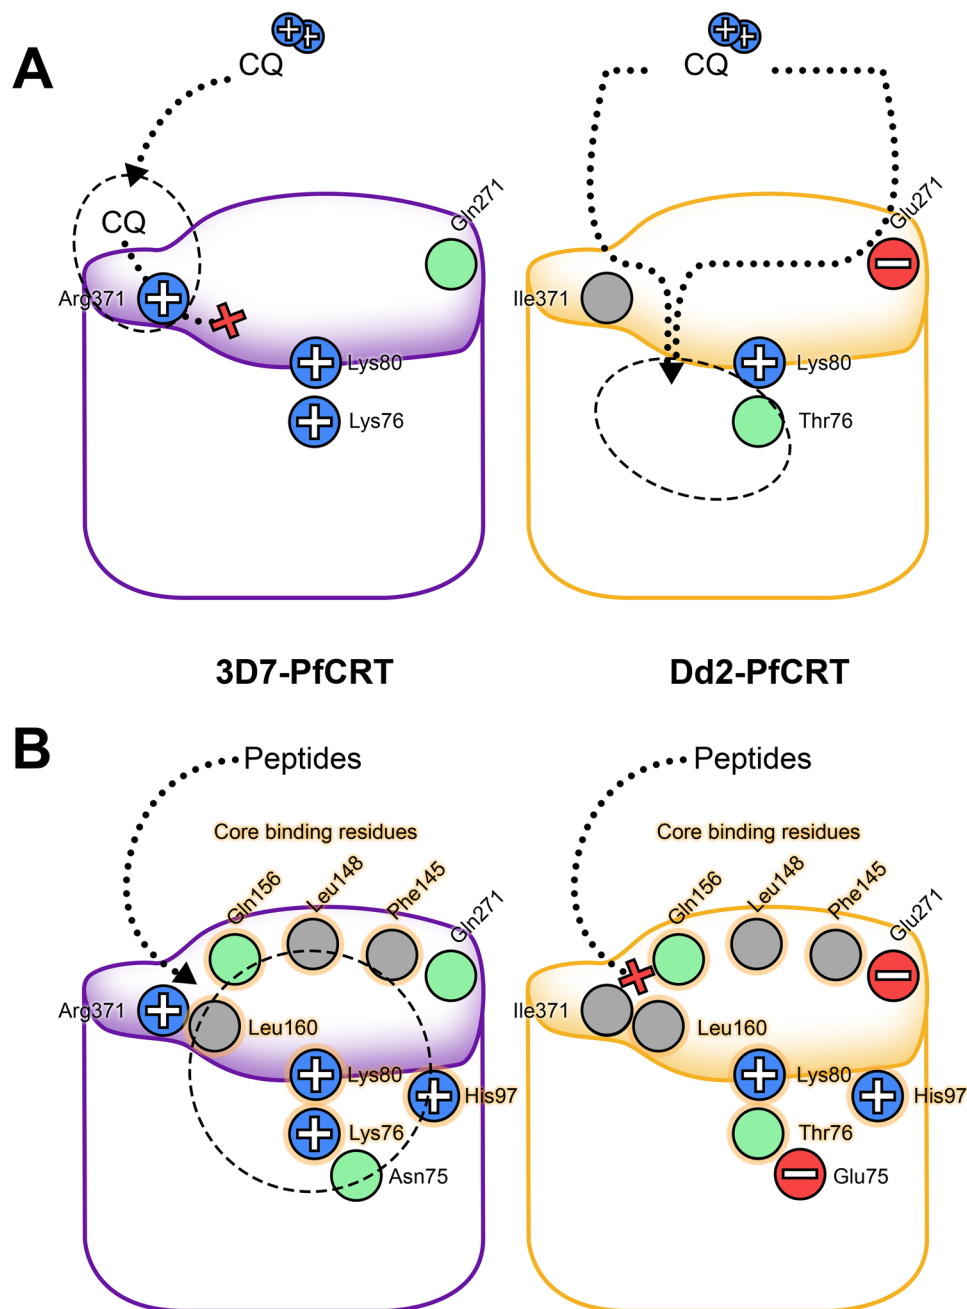 A
CQ
CQ
CQ
Gln271
Glu271
Arg371
Ile371
Lys80
Lys80
Lys76
Thr76
3D7-PfCRT
Dd2-PfCRT
B
Peptides
Peptides
Core binding residues
Core binding residues
Gln156
Leu148
Phe145
Gln271
Gln156
Leu148
Phe145
Glu271
Arg371
Leu160
Ile371
Leu160
Lys80
His97
Lys80
His97
Lys76
Thr76
Asn75
Glu75